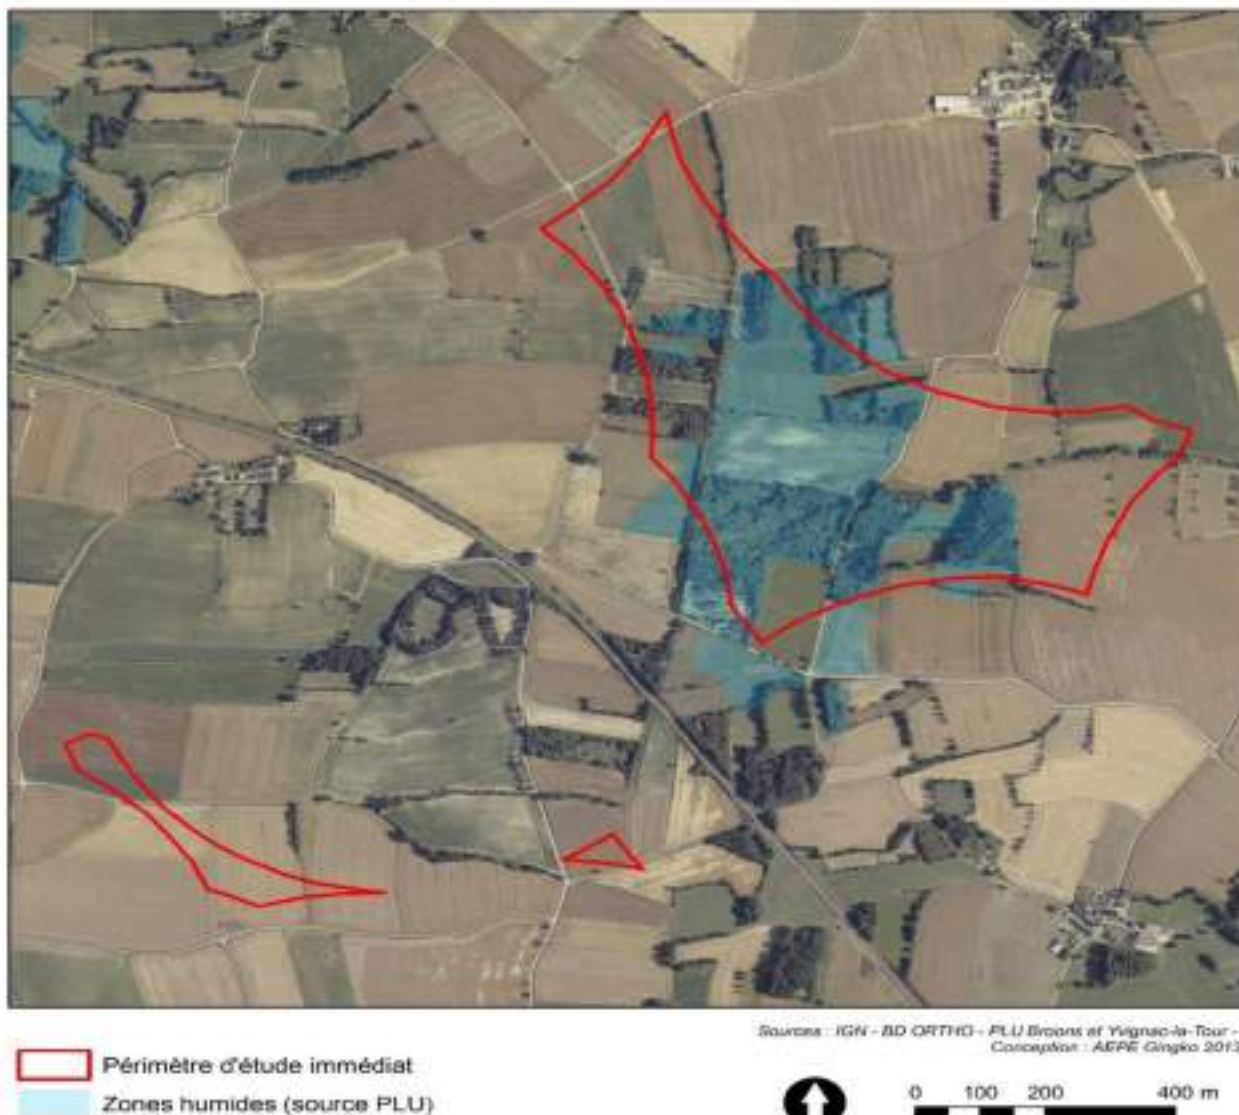 Sources : IGN - BD ORTHO - PLU Broons et Yvignac-la-Tour -
Conception : AEPE Gingko 2013
Périmètre d'étude immédiat
Zones humides (source PLU)
0 100 200 400 m